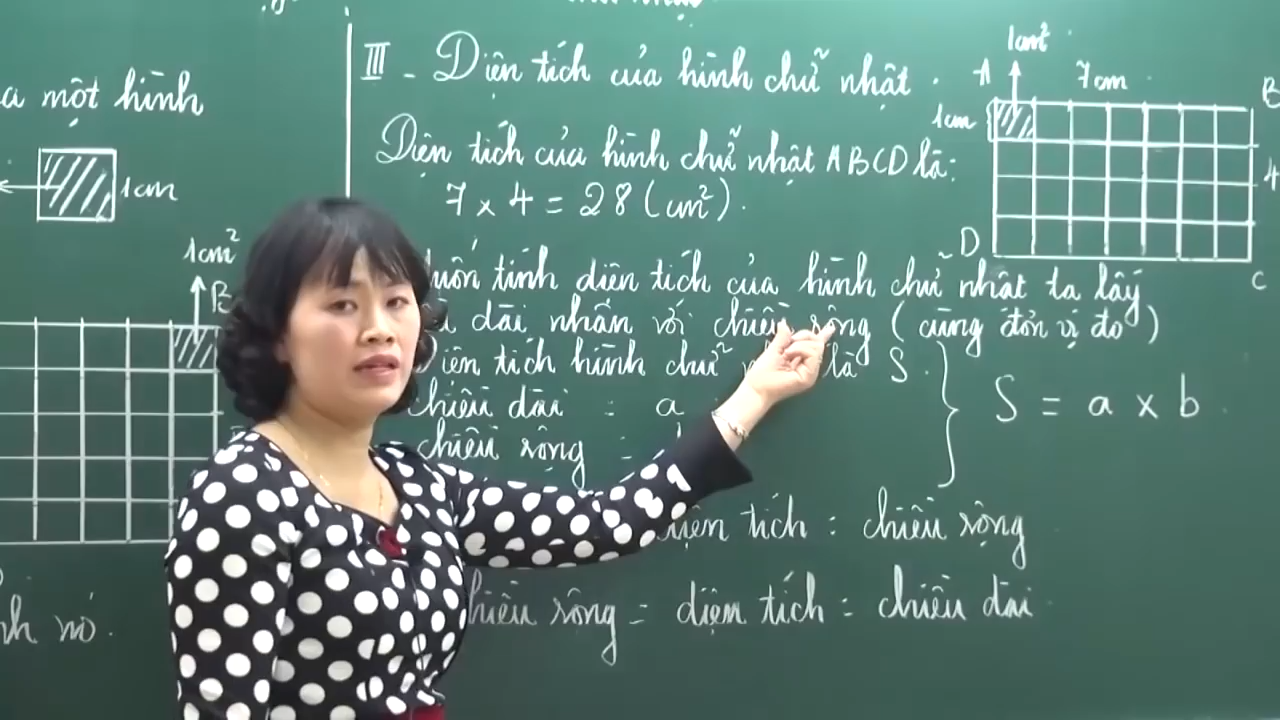 một hình
1cm
1cm²
B
III - Diện tích của hình chữ nhật.
Diện tích của hình chữ nhật ABCD là:
7 x 4 = 28 (cm²).
tính diện tích của hình chữ nhật ta lấy
dài nhân với chiều rộng (cùng đơn vị đo)
Diện tích hình chữ là S.
chiều dài : a
chiều rộng :
S = a x b
tích : chiều rộng
chiều rộng = diện tích : chiều dài
1cm²
A
7cm
B
1cm
4
D
C